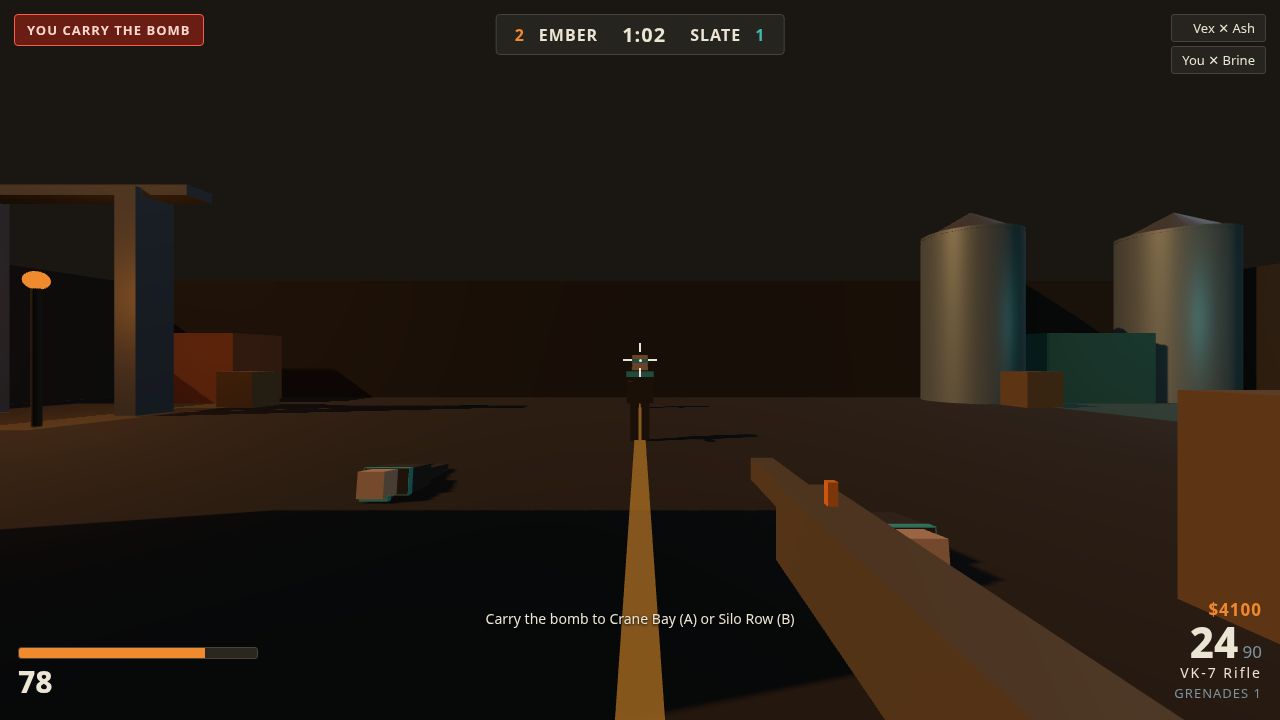 YOU CARRY THE BOMB
2 EMBER 1:02 SLATE 1
Vex ✕ Ash
You ✕ Brine
Carry the bomb to Crane Bay (A) or Silo Row (B)
78
$4100
24 90
VK-7 Rifle
GRENADES 1